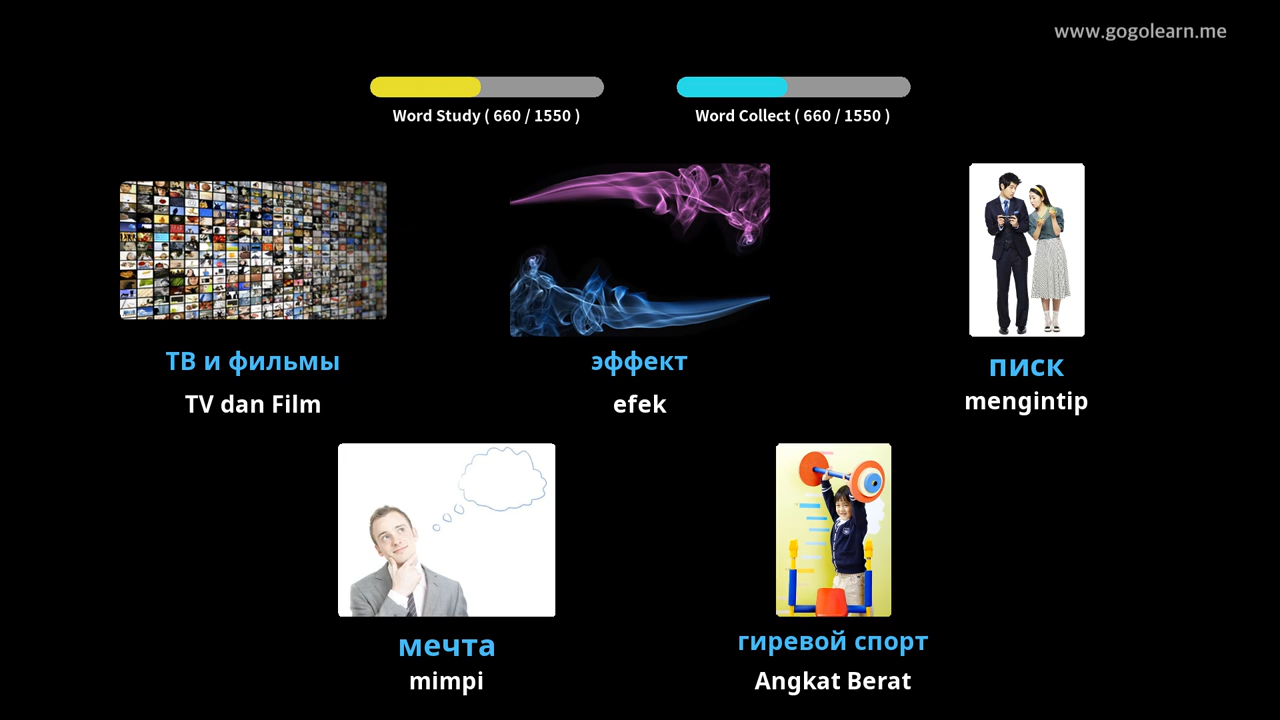 www.gogolearn.me
Word Study ( 660 / 1550 )
Word Collect ( 660 / 1550 )
ТВ и фильмы
TV dan Film
эффект
efek
писк
mengintip
мечта
mimpi
гиревой спорт
Angkat Berat